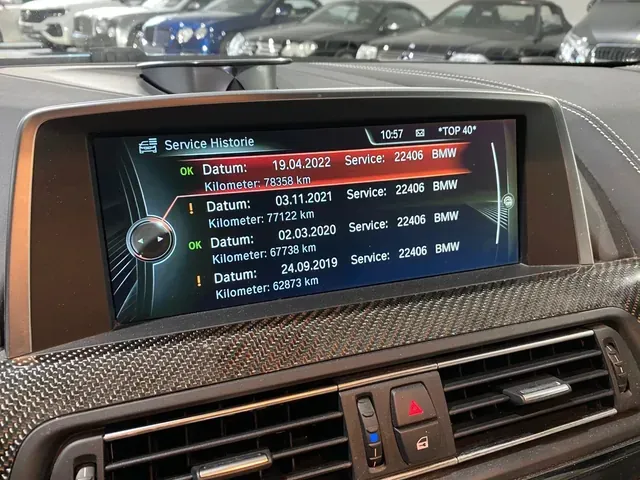 Service Historie 10:57 *TOP 40*
OK Datum: 19.04.2022 Service: 22406 BMW
Kilometer: 78358 km
! Datum: 03.11.2021 Service: 22406 BMW
Kilometer: 77122 km
OK Datum: 02.03.2020 Service: 22406 BMW
Kilometer: 67738 km
! Datum: 24.09.2019 Service: 22406 BMW
Kilometer: 62873 km